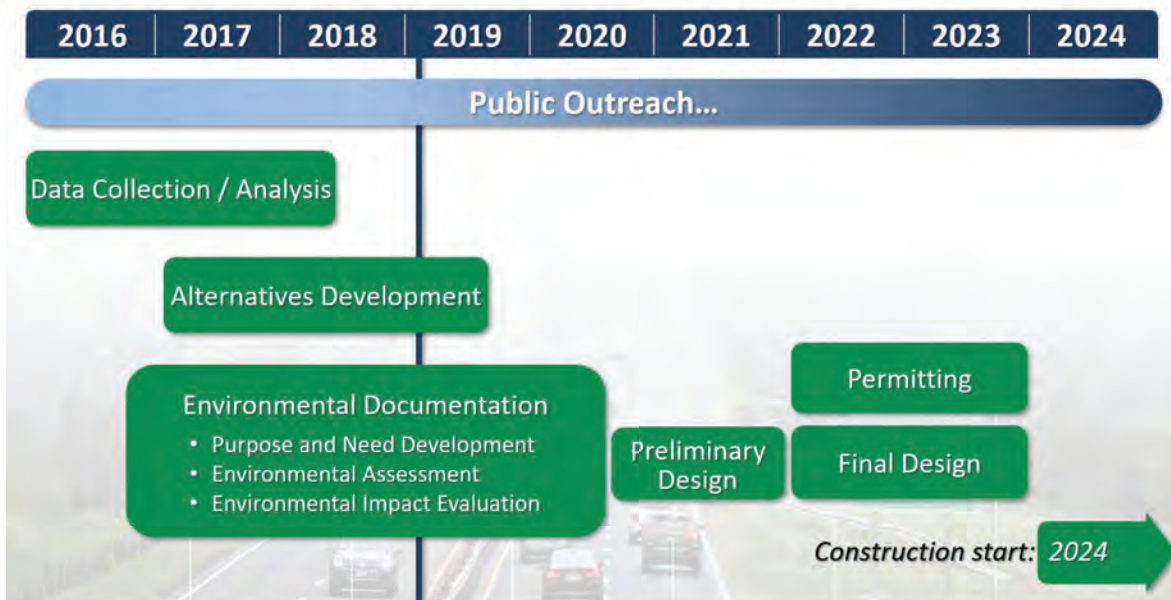 2016 2017 2018 2019 2020 2021 2022 2023 2024
Public Outreach...
Data Collection / Analysis
Alternatives Development
Environmental Documentation
• Purpose and Need Development
• Environmental Assessment
• Environmental Impact Evaluation
Preliminary
Design
Permitting
Final Design
Construction start: 2024